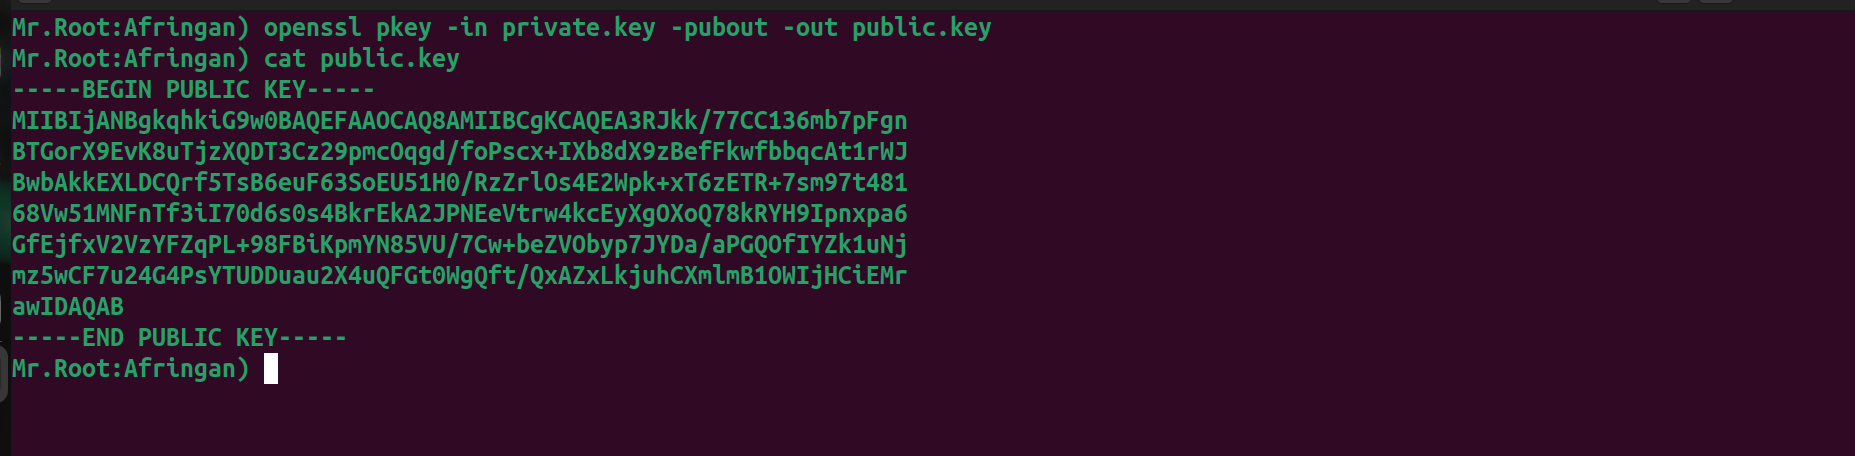 Mr.Root:Afringan) openssl pkey -in private.key -pubout -out public.key
Mr.Root:Afringan) cat public.key
-----BEGIN PUBLIC KEY-----
MIIBIjANBgkqhkiG9w0BAQEFAAOCAQ8AMIIBCgKCAQEA3RJkk/77CC136mb7pFgn
BTGorX9EvK8uTjzXQDT3Cz29pmcOqgd/foPscx+IXb8dX9zBefFkwfbbqcAt1rWJ
BwbAkkEXLDCQrf5TsB6euF63SoEU51H0/RzZrlOs4E2Wpk+xT6zETR+7sm97t481
68Vw51MNFnTf3iI70d6s0s4BkrEkA2JPNEeVtrw4kcEyXgOXoQ78kRYH9Ipnxpa6
GfEjfxV2VzYFZqPL+98FBiKpmYN85VU/7Cw+beZVObyp7JYDa/aPGQOfIYZk1uNj
mz5wCF7u24G4PsYTUDDuau2X4uQFGt0WgQft/QxAZxLkjuhCXmlmB1OWIjHCiEMr
awIDAQAB
-----END PUBLIC KEY-----
Mr.Root:Afringan)